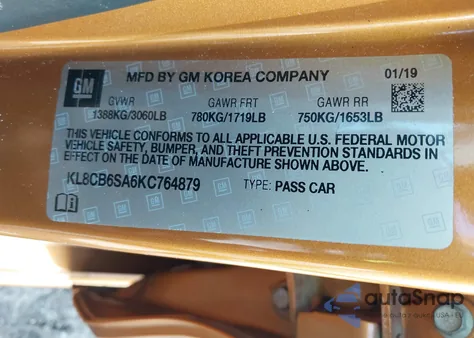 GM
MFD BY GM KOREA COMPANY
01/19
GVWR
GAWR FRT
GAWR RR
1388KG/3060LB
780KG/1719LB
750KG/1653LB
THIS VEHICLE CONFORMS TO ALL APPLICABLE U.S. FEDERAL MOTOR
VEHICLE SAFETY, BUMPER, AND THEFT PREVENTION STANDARDS IN
EFFECT ON THE DATE OF MANUFACTURE SHOWN ABOVE.
KL8CB6SA6KC764879
TYPE: PASS CAR
autoSnap